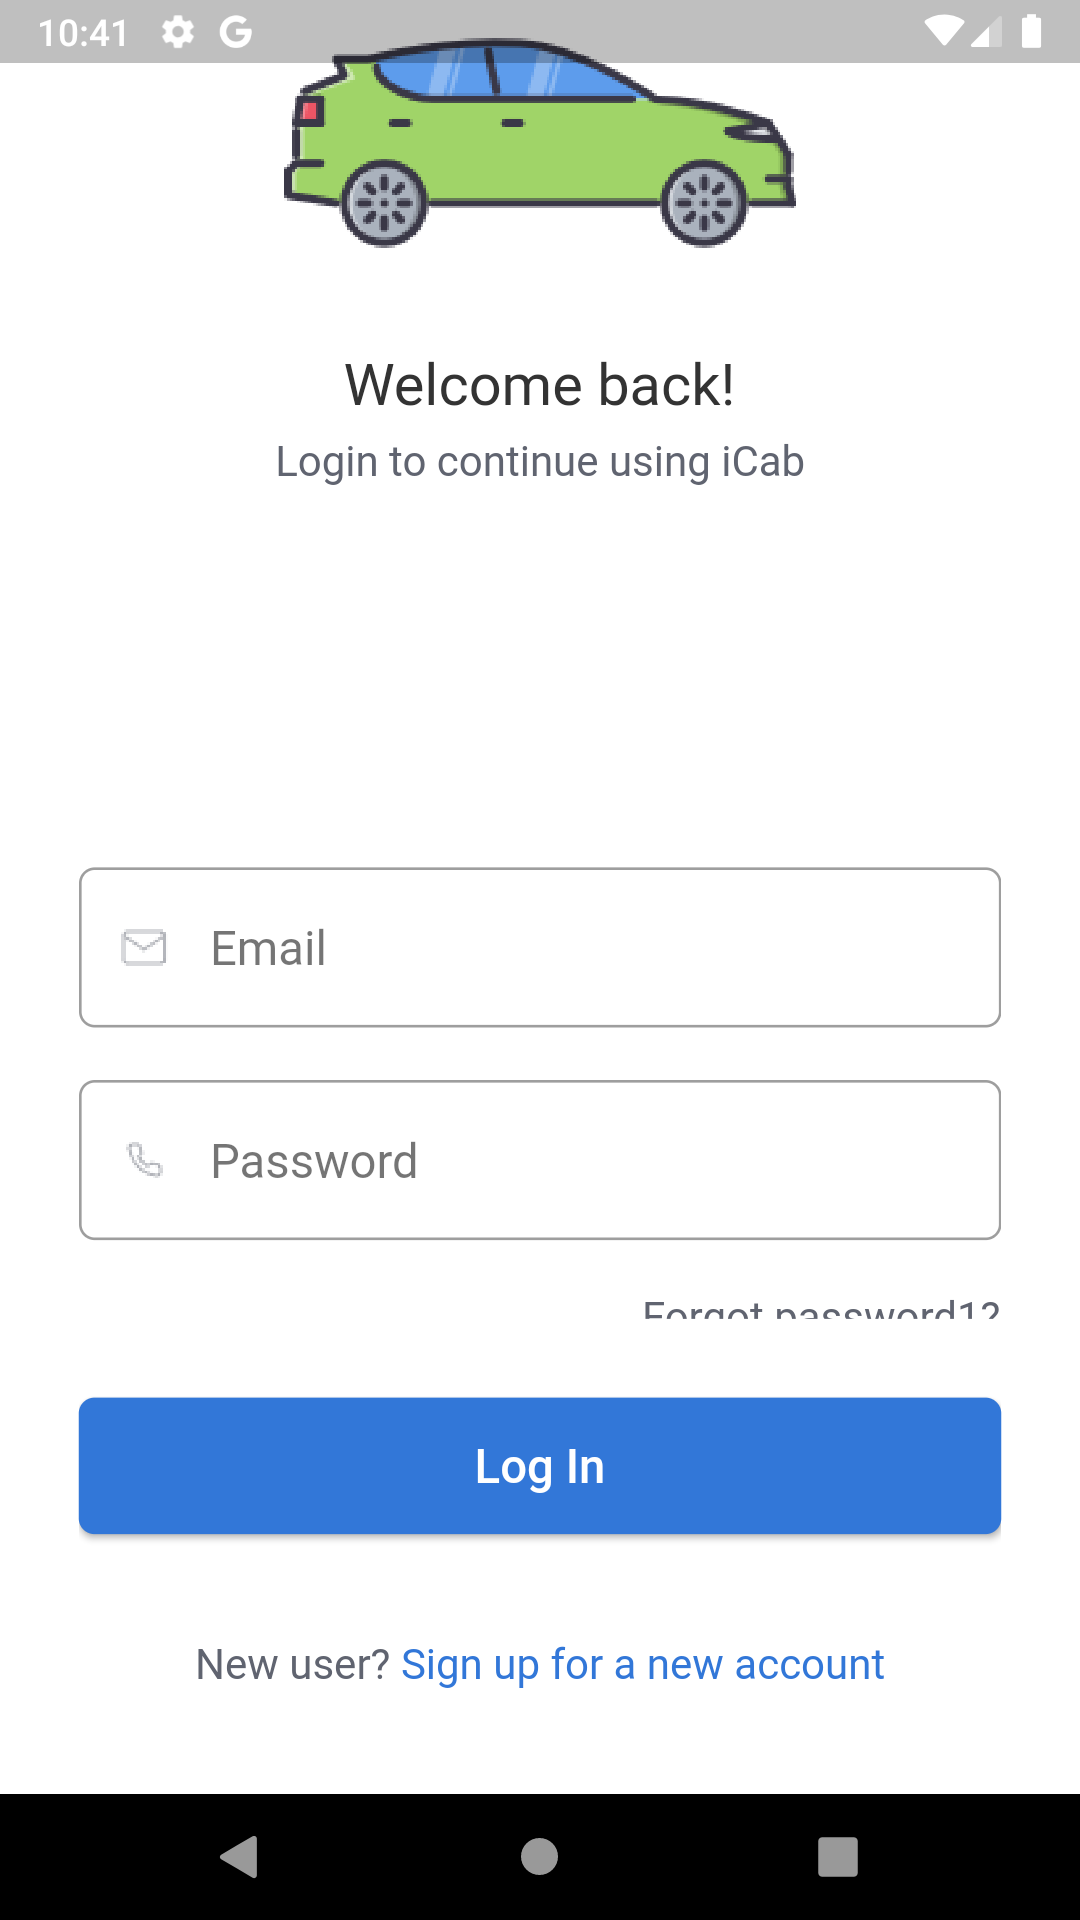 10:41
Welcome back!
Login to continue using iCab
Email
Password
Forgot password1?
Log In
New user? Sign up for a new account